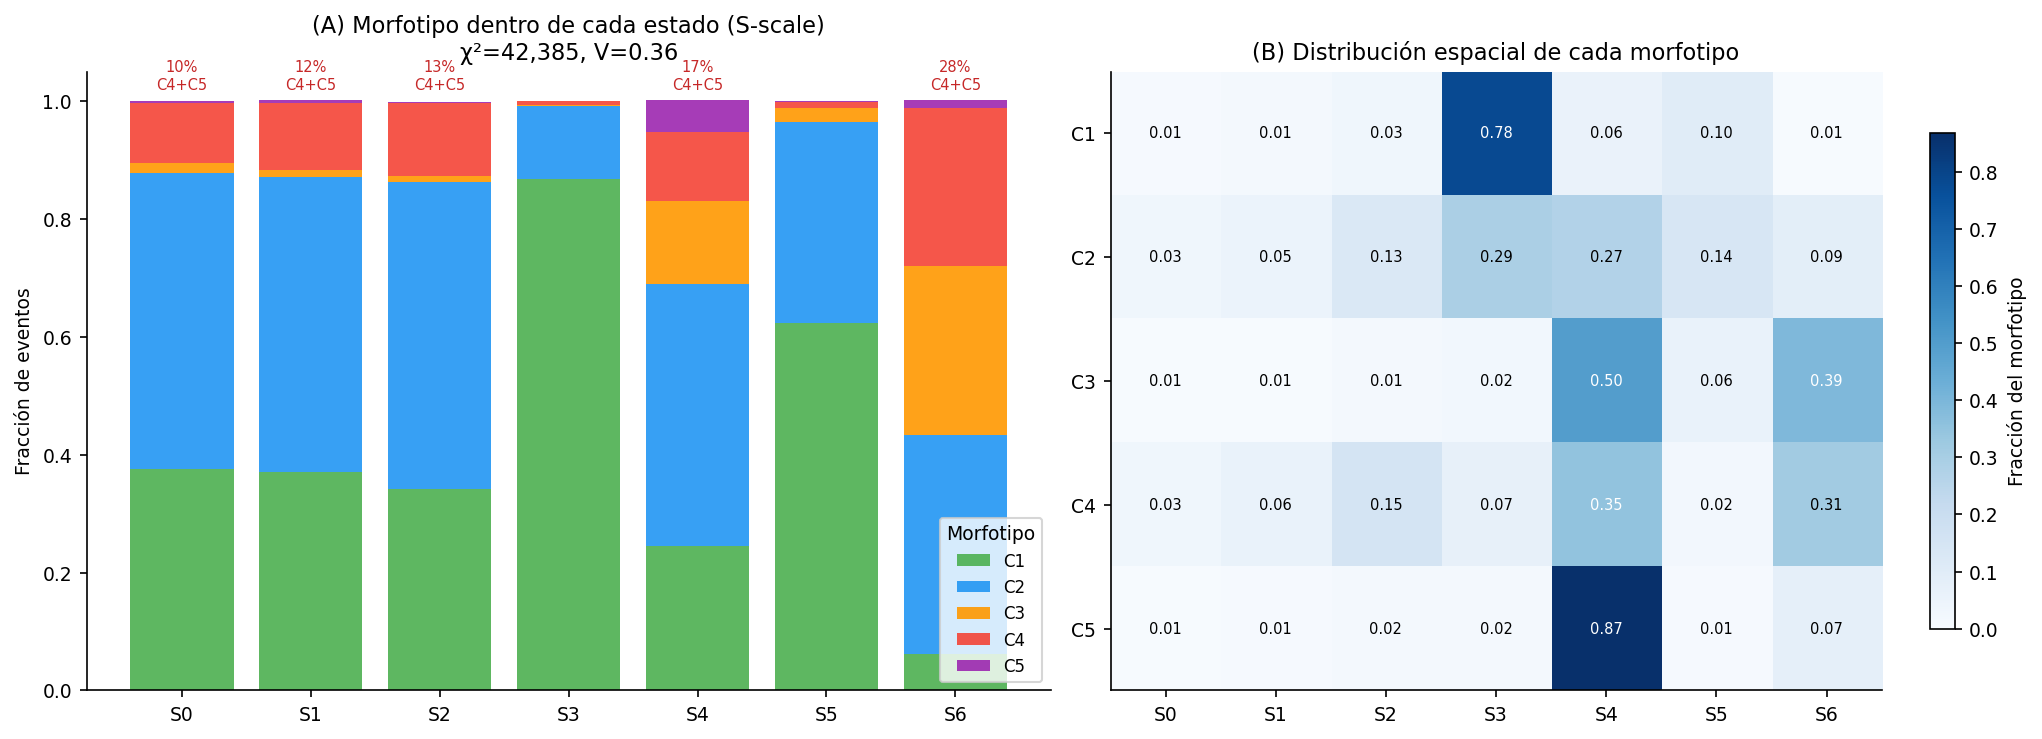 (A) Morfotipo dentro de cada estado (S-scale)
χ²=42,385, V=0.36
10%
C4+C5
12%
C4+C5
13%
C4+C5
17%
C4+C5
28%
C4+C5
Fracción de eventos
1.0
0.8
0.6
0.4
0.2
0.0
S0 S1 S2 S3 S4 S5 S6
Morfotipo
C1
C2
C3
C4
C5
(B) Distribución espacial de cada morfotipo
C1 0.01 0.01 0.03 0.78 0.06 0.10 0.01
C2 0.03 0.05 0.13 0.29 0.27 0.14 0.09
C3 0.01 0.01 0.01 0.02 0.50 0.06 0.39
C4 0.03 0.06 0.15 0.07 0.35 0.02 0.31
C5 0.01 0.01 0.02 0.02 0.87 0.01 0.07
S0 S1 S2 S3 S4 S5 S6
0.8
0.7
0.6
0.5
0.4
0.3
0.2
0.1
0.0
Fracción del morfotipo